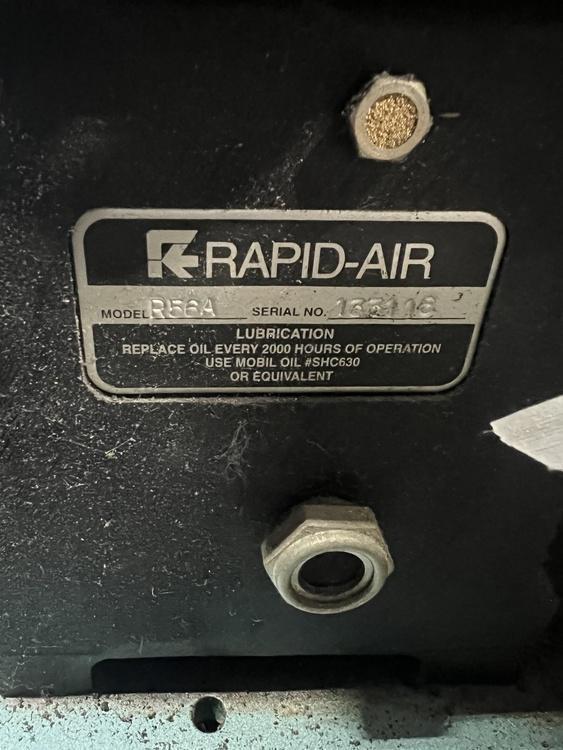 RAPID-AIR
MODEL R56A SERIAL NO.
LUBRICATION
REPLACE OIL EVERY 2000 HOURS OF OPERATION
USE MOBIL OIL #SHC630
OR EQUIVALENT